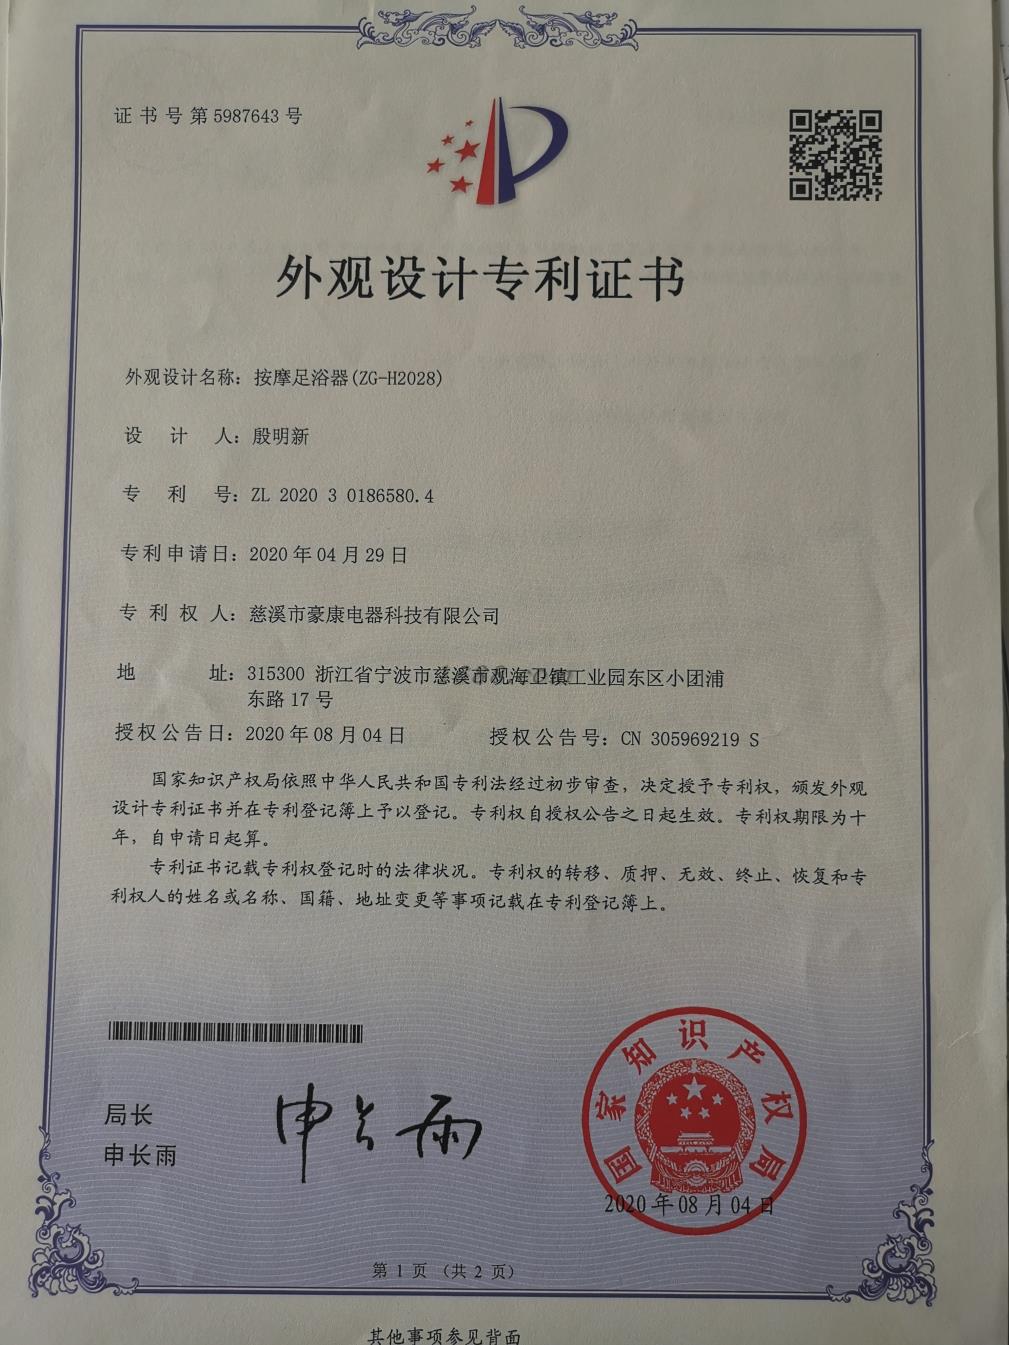 证书号第5987643号
外观设计专利证书
外观设计名称：按摩足浴器(ZG-H2028)
设计人：殷明新
专利号：ZL 2020 3 0186580.4
专利申请日：2020年04月29日
专利权人：慈溪市豪康电器科技有限公司
地址：315300 浙江省宁波市慈溪市观海卫镇工业园东区小团浦
东路17号
授权公告日：2020年08月04日 授权公告号：CN 305969219 S
国家知识产权局依照中华人民共和国专利法经过初步审查，决定授予专利权，颁发外观
设计专利证书并在专利登记簿上予以登记。专利权自授权公告之日起生效。专利权期限为十
年，自申请日起算。
专利证书记载专利权登记时的法律状况。专利权的转移、质押、无效、终止、恢复和专
利权人的姓名或名称、国籍、地址变更等事项记载在专利登记簿上。
局长
申长雨
申长雨
国家知识产权局
2020年08月04日
第1页（共2页）
其他事项参见背面